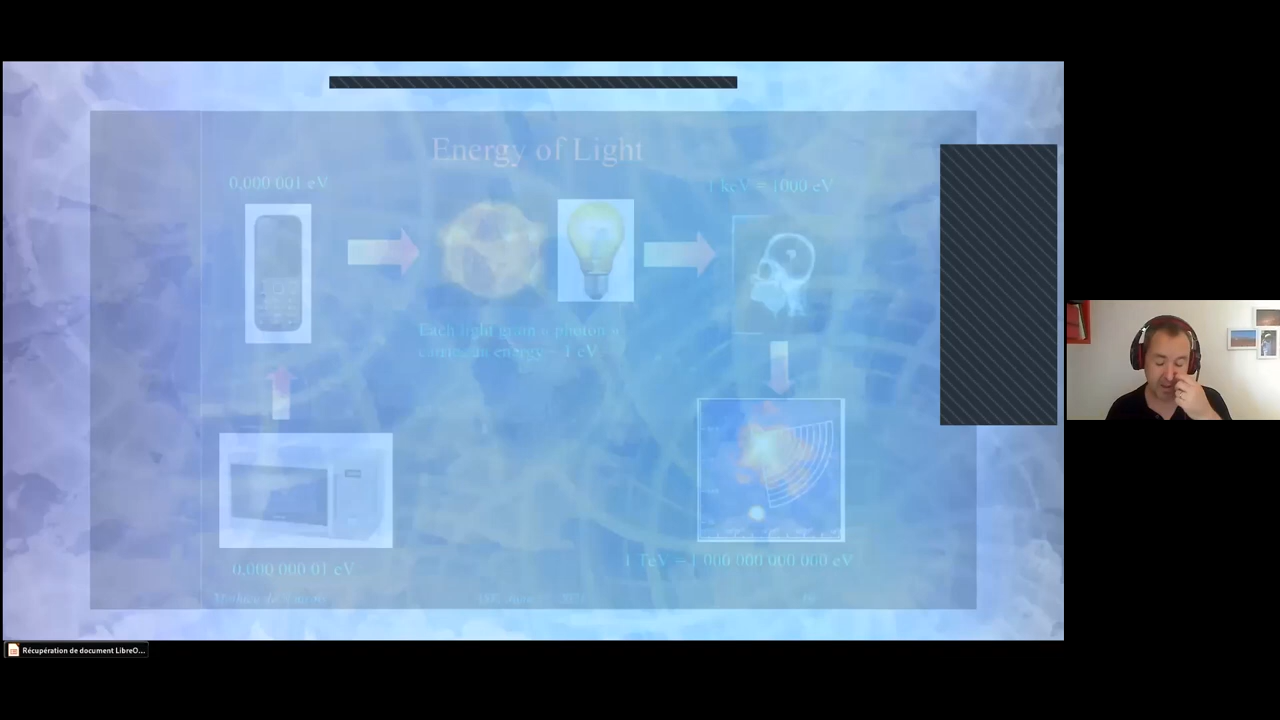 Energy of Light
0,000 001 eV
1 keV = 1000 eV
Each light grain « photon »
carries an energy ~ 1 eV
0,000 000 01 eV
1 TeV = 1 000 000 000 000 eV
Récupération de document LibreO...